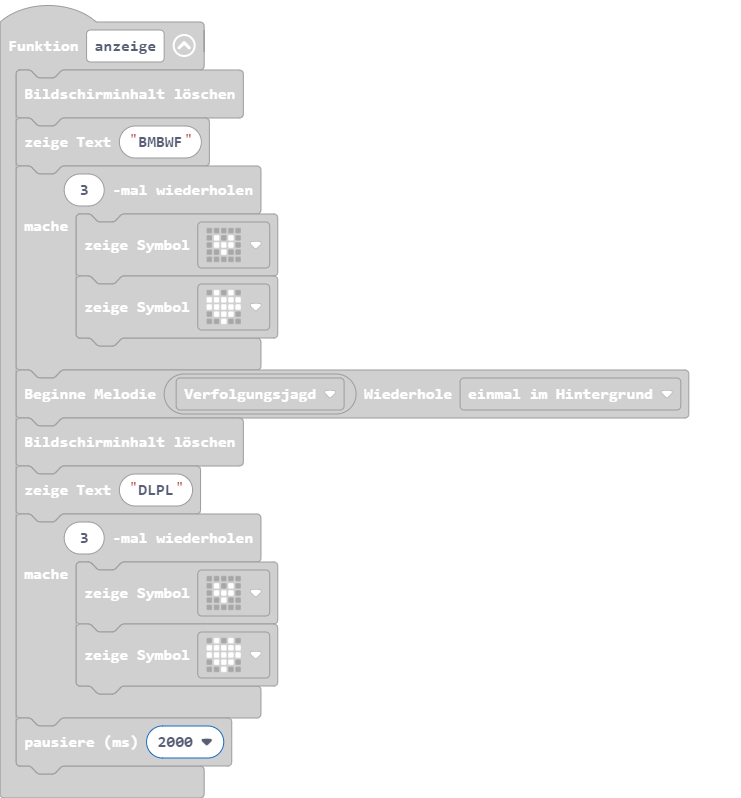 Funktion anzeige
Bildschirminhalt löschen
zeige Text "BMBWF"
3 -mal wiederholen
mache
zeige Symbol
zeige Symbol
Beginne Melodie Verfolgungsjagd Wiederhole einmal im Hintergrund
Bildschirminhalt löschen
zeige Text "DLPL"
3 -mal wiederholen
mache
zeige Symbol
zeige Symbol
pausiere (ms) 2000